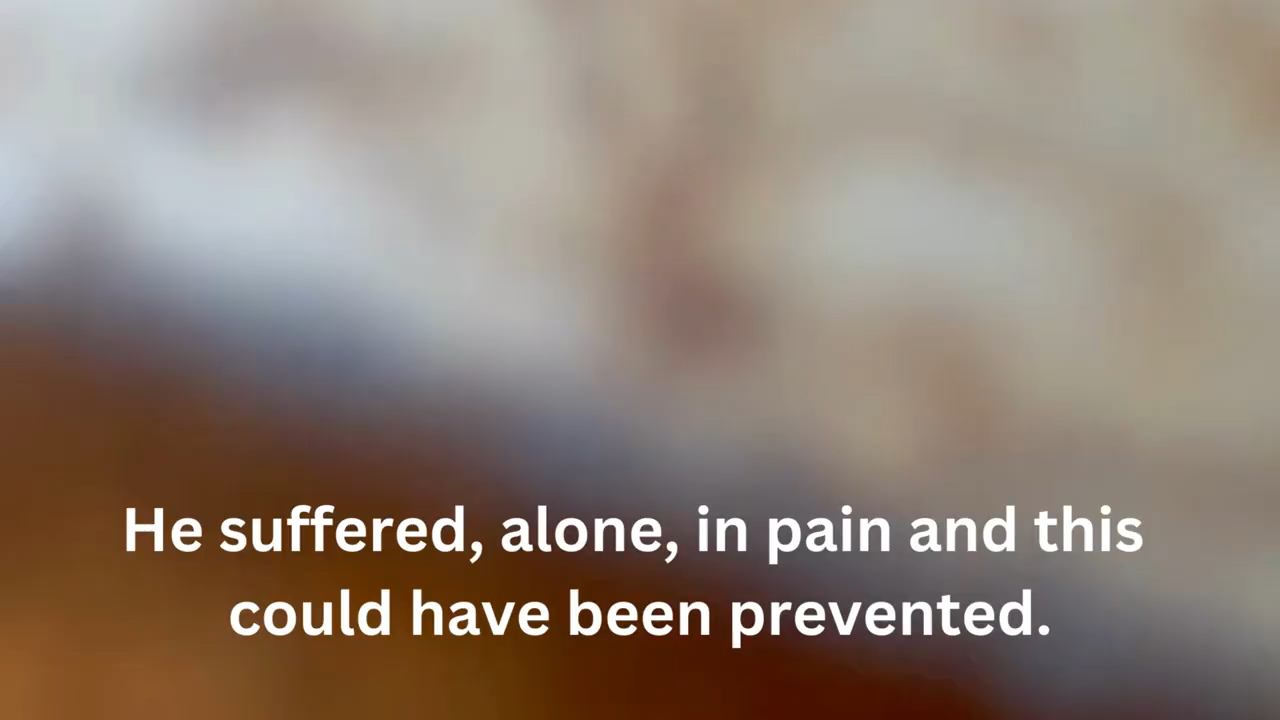 He suffered, alone, in pain and this
could have been prevented.